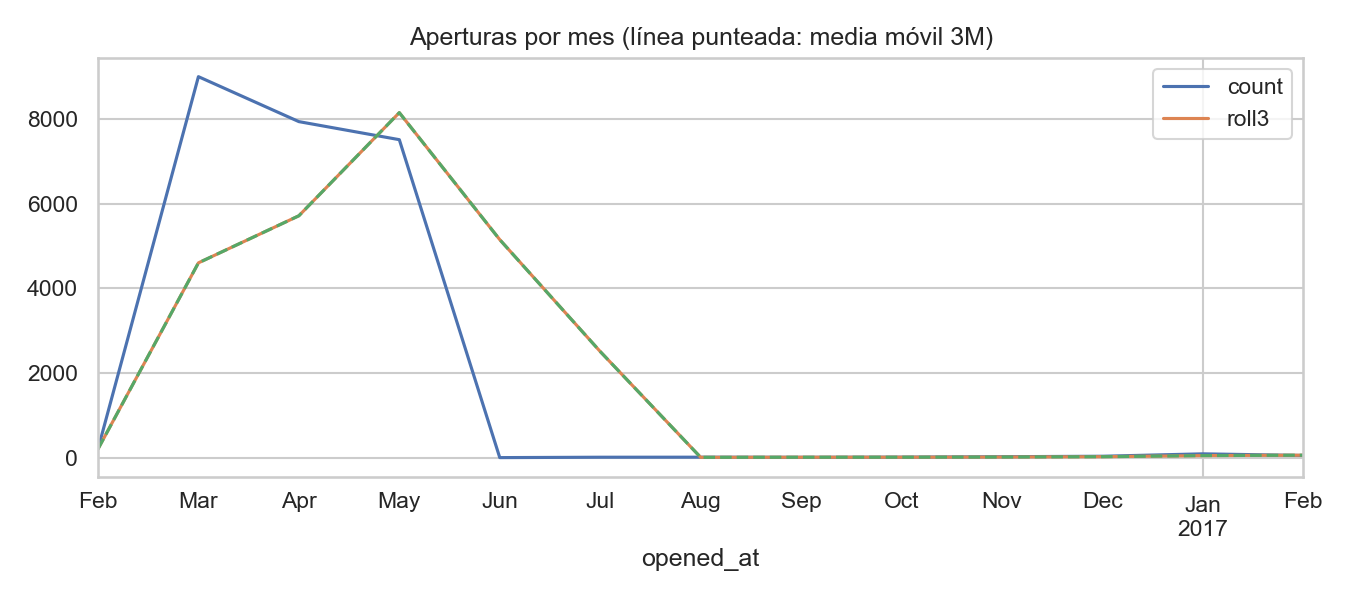 Aperturas por mes (línea punteada: media móvil 3M)
count
roll3
8000
6000
4000
2000
0
Feb Mar Apr May Jun Jul Aug Sep Oct Nov Dec Jan Feb
2017
opened_at